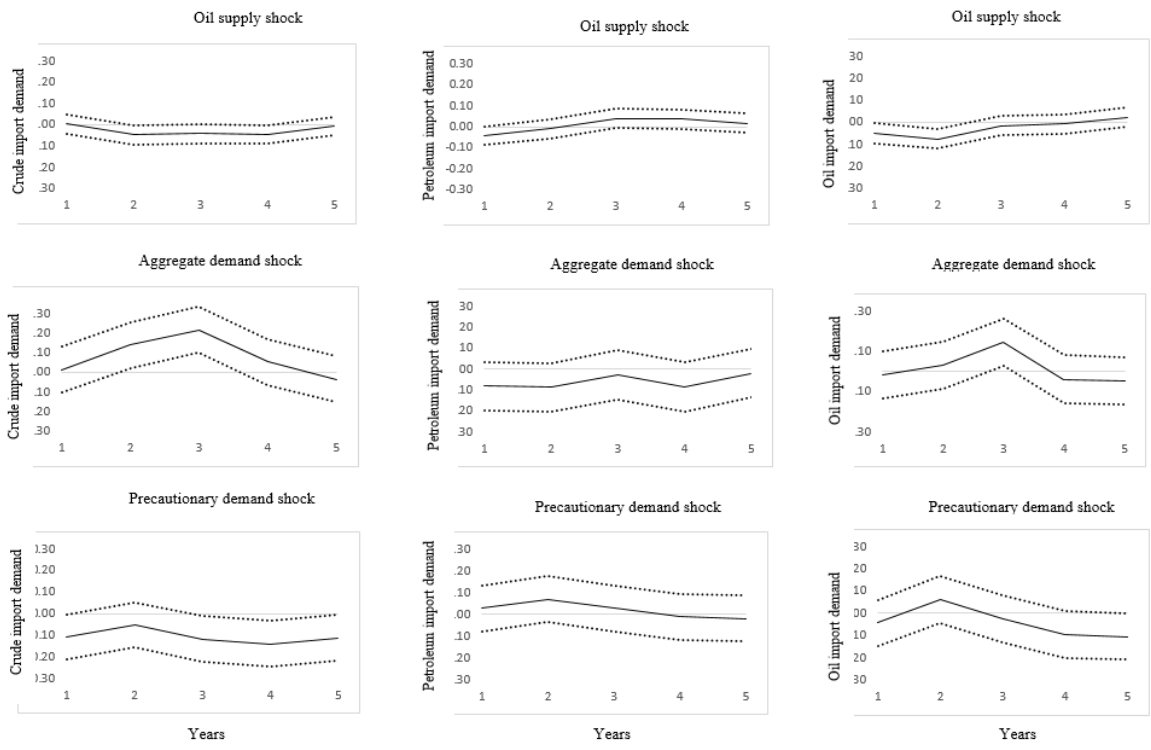 Oil supply shock
Crude import demand
.30
.20
.10
.00
.10
.20
.30
1 2 3 4 5
Oil supply shock
Petroleum import demand
0.30
0.20
0.10
0.00
-0.10
-0.20
-0.30
1 2 3 4 5
Oil supply shock
Oil import demand
30
20
10
00
.10
20
30
1 2 3 4 5
Aggregate demand shock
Crude import demand
.30
.20
.10
.00
.10
.20
.30
1 2 3 4 5
Aggregate demand shock
Petroleum import demand
30
20
10
00
.10
.20
30
1 2 3 4 5
Aggregate demand shock
Oil import demand
.30
.10
.10
.30
1 2 3 4 5
Precautionary demand shock
Crude import demand
0.30
0.20
0.10
0.00
0.10
.20
0.30
1 2 3 4 5
Years
Precautionary demand shock
Petroleum import demand
.30
.20
.10
.00
.10
.20
.30
1 2 3 4 5
Years
Precautionary demand shock
Oil import demand
30
20
10
00
10
20
30
1 2 3 4 5
Years